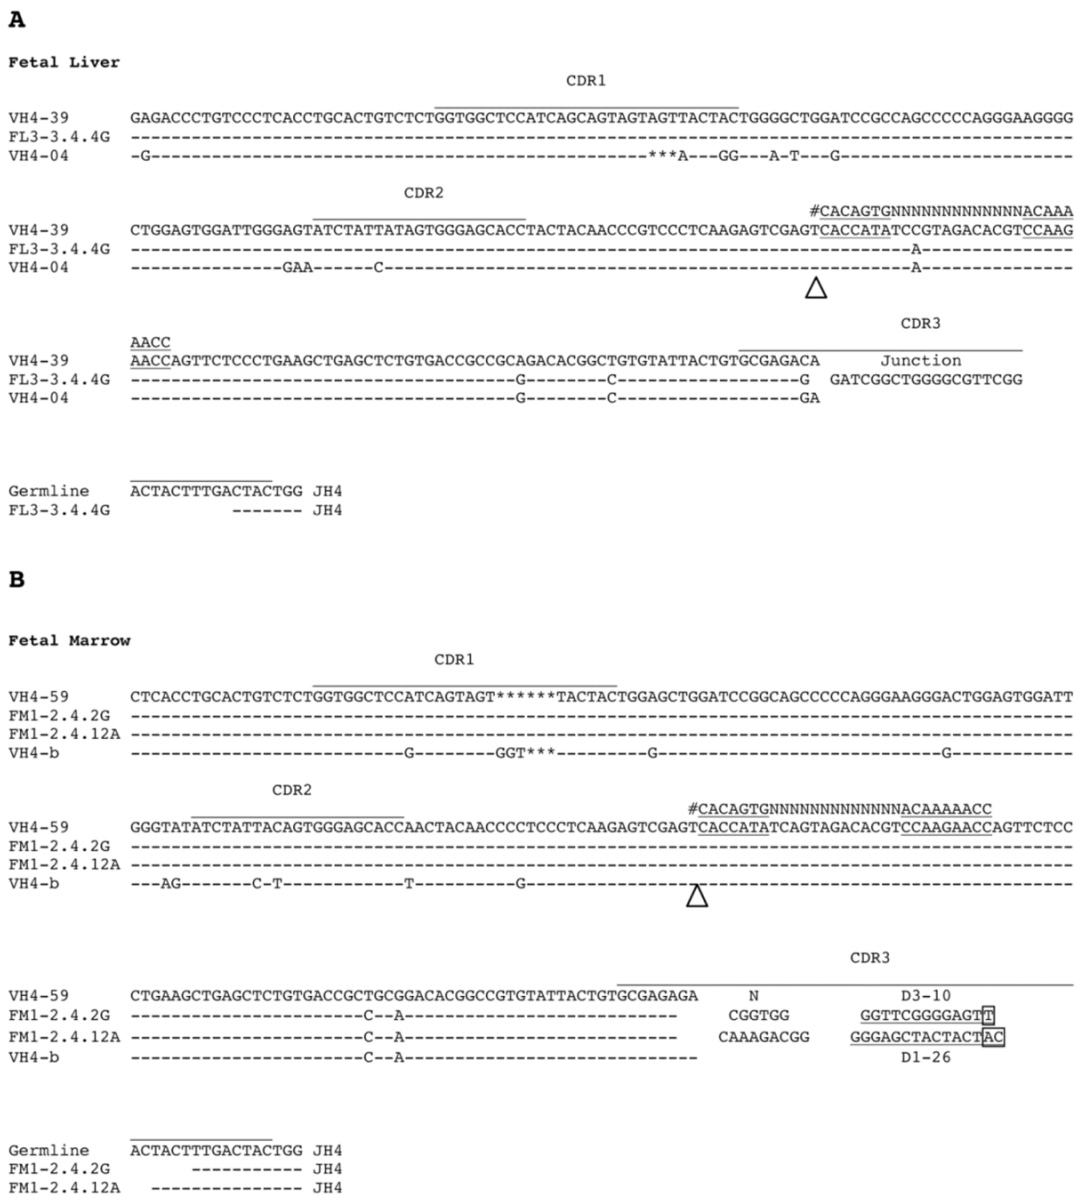 A
Fetal Liver
CDR1
VH4-39 GAGACCCTGTCCCTCACCTGCACTGTCTCTGGTGGCTCCATCAGCAGTAGTAGTTACTACTGGGGCTGGATCCGCCAGCCCCCAGGGAAGGGG
FL3-3.4.4G ---------------------------------------------------------------------------------------------
VH4-04 -G-------------------------------------------------***A---GG---A-T---G-----------------------
CDR2
#CACAGTGNNNNNNNNNNNNNACAAA
VH4-39 CTGGAGTGGATTGGGAGTATCTATTATAGTGGGAGCACCTACTACAACCCGTCCCTCAAGAGTCGAGTCACCATATCCGTAGACACGTCCAAG
FL3-3.4.4G -----------------------------------------------------------------------------A---------------
VH4-04 ---------------GAA------C----------------------------------------------------A---------------
CDR3
AACC
VH4-39 AACCAGTTCTCCCTGAAGCTGAGCTCTGTGACCGCCGCAGACACGGCTGTGTATTACTGTGCGAGACA Junction
FL3-3.4.4G --------------------------------------G--------C------------------G GATCGGCTGGGGCGTTCGG
VH4-04 --------------------------------------G--------C------------------GA
Germline ACTACTTTGACTACTGG JH4
FL3-3.4.4G ------- JH4
B
Fetal Marrow
CDR1
VH4-59 CTCACCTGCACTGTCTCTGGTGGCTCCATCAGTAGT******TACTACTGGAGCTGGATCCGGCAGCCCCCAGGGAAGGGACTGGAGTGGATT
FM1-2.4.2G ---------------------------------------------------------------------------------------------
FM1-2.4.12A ---------------------------------------------------------------------------------------------
VH4-b ---------------------------G--------GGT***---------G----------------------------G------------
CDR2
#CACAGTGNNNNNNNNNNNNNACAAAAACC
VH4-59 GGGTATATCTATTACAGTGGGAGCACCAACTACAACCCCTCCCTCAAGAGTCGAGTCACCATATCAGTAGACACGTCCAAGAACCAGTTCTCC
FM1-2.4.2G ---------------------------------------------------------------------------------------------
FM1-2.4.12A ---------------------------------------------------------------------------------------------
VH4-b ---AG-------C-T------------T----------G------------------------------------------------------
CDR3
VH4-59 CTGAAGCTGAGCTCTGTGACCGCTGCGGACACGGCCGTGTATTACTGTGCGAGAGA N D3-10
FM1-2.4.2G -----------------------C--A--------------------------- CGGTGG GGTTCGGGGAGTT
FM1-2.4.12A -----------------------C--A--------------------------- CAAAGACGG GGGAGCTACTACTAC
VH4-b -----------------------C--A----------------------------- D1-26
Germline ACTACTTTGACTACTGG JH4
FM1-2.4.2G ----------- JH4
FM1-2.4.12A --------------- JH4